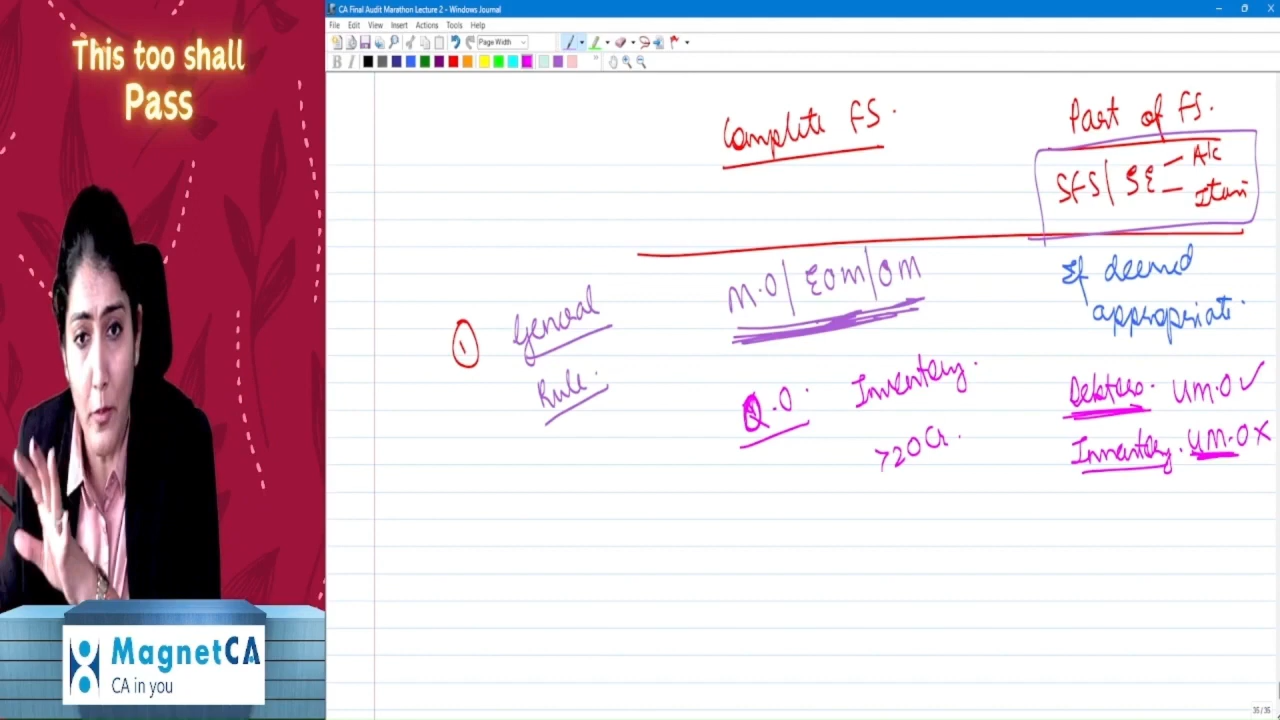 This too shall
Pass
CA Final Audit Marathon Lecture 2 - Windows Journal
File Edit View Insert Actions Tools Help
Page Width
B I
Complete FS.
Part of FS.
SFS/ SE
A/c
Item
① General
Rule.
M.O/ EOM/OM
If deemed
appropriate.
Q.O. Inventory.
>20Cr.
Debtors. UM.O ✓
Inventory. UM.O X
MagnetCA
CA in you
35/35